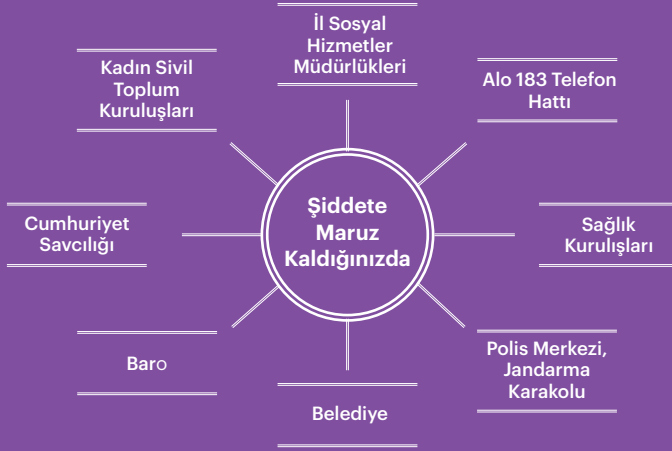 İl Sosyal
Hizmetler
Müdürlükleri
Kadın Sivil
Toplum
Kuruluşları
Alo 183 Telefon
Hattı
Şiddete
Maruz
Kaldığınızda
Cumhuriyet
Savcılığı
Sağlık
Kurulışları
Baro
Polis Merkezi,
Jandarma
Karakolu
Belediye